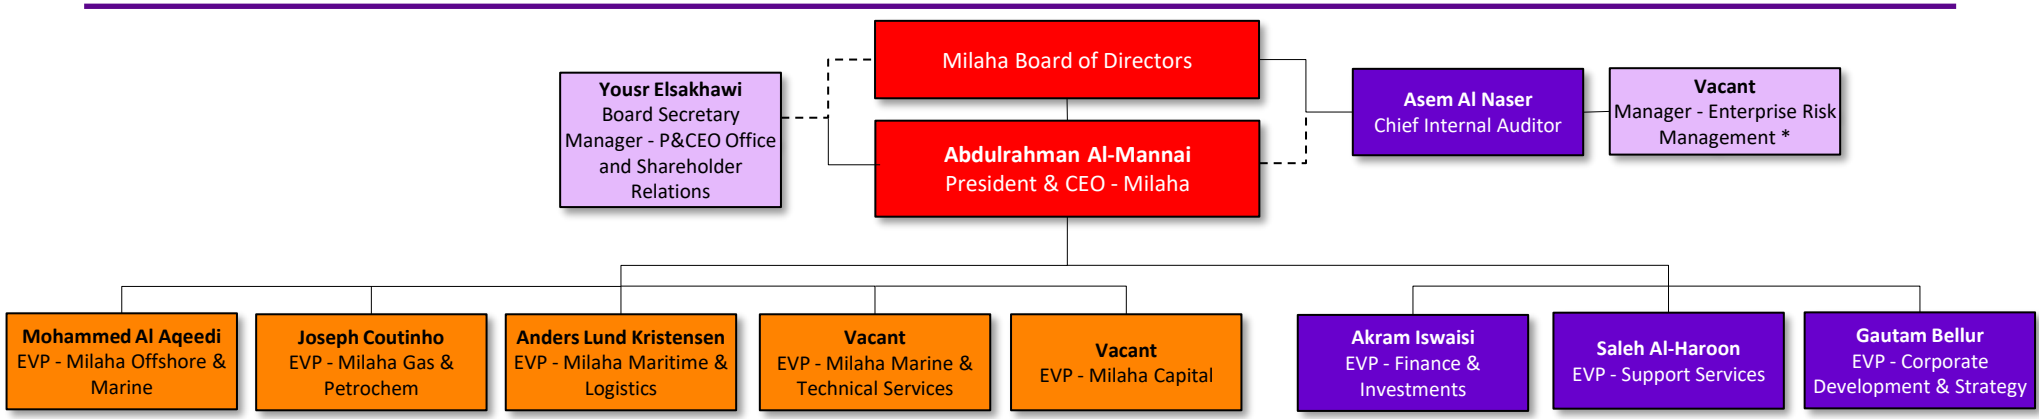 Milaha Board of Directors
Yousr Elsakhawi
Board Secretary
Manager - P&CEO Office
and Shareholder
Relations
Asem Al Naser
Chief Internal Auditor
Vacant
Manager - Enterprise Risk
Management *
Abdulrahman Al-Mannai
President & CEO - Milaha
Mohammed Al Aqeedi
EVP - Milaha Offshore &
Marine
Joseph Coutinho
EVP - Milaha Gas &
Petrochem
Anders Lund Kristensen
EVP - Milaha Maritime &
Logistics
Vacant
EVP - Milaha Marine &
Technical Services
Vacant
EVP - Milaha Capital
Akram Iswaisi
EVP - Finance &
Investments
Saleh Al-Haroon
EVP - Support Services
Gautam Bellur
EVP - Corporate
Development & Strategy